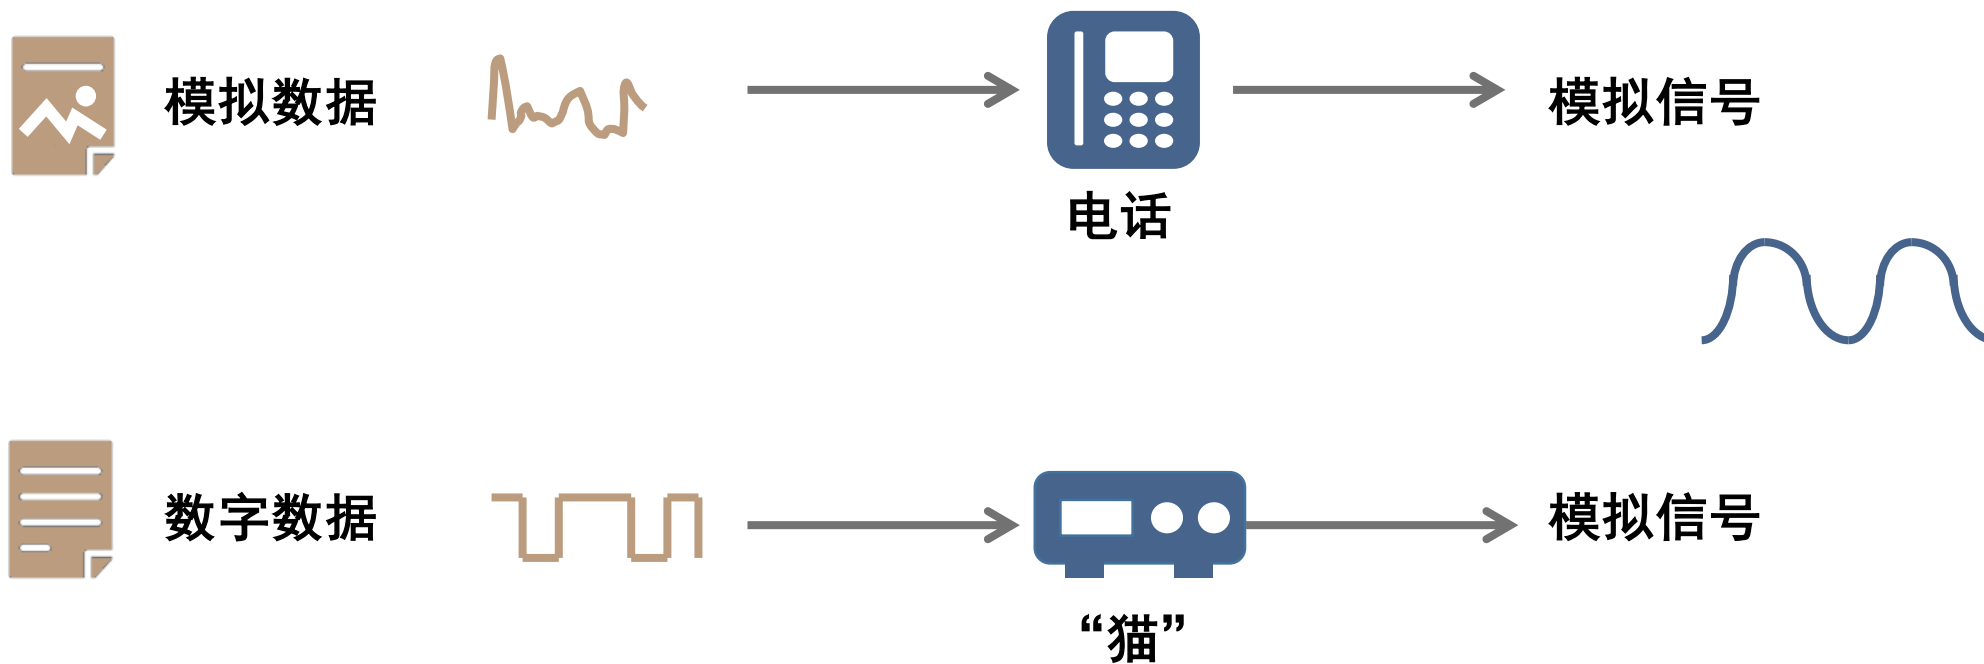 模拟数据
模拟信号
电话
数字数据
模拟信号
“猫”